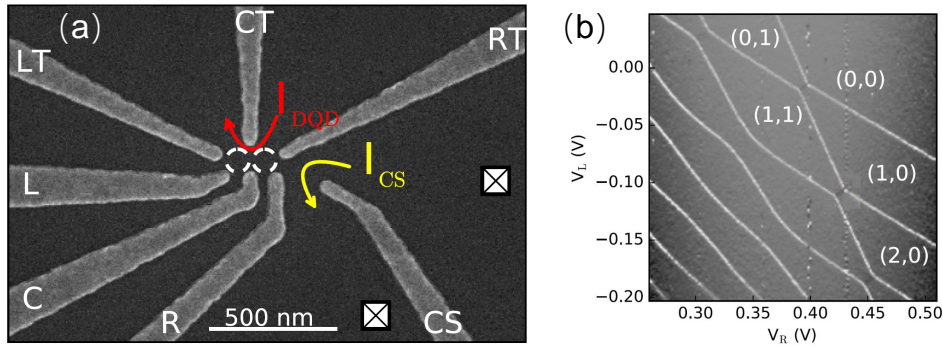 (a)
CT
RT
LT
I
DQD
I
CS
L
C
R
500 nm
CS
(b)
(0,1)
(0,0)
(1,1)
(1,0)
(2,0)
V_L (V)
0.00
−0.05
−0.10
−0.15
−0.20
0.30
0.35
0.40
0.45
0.50
V_R (V)